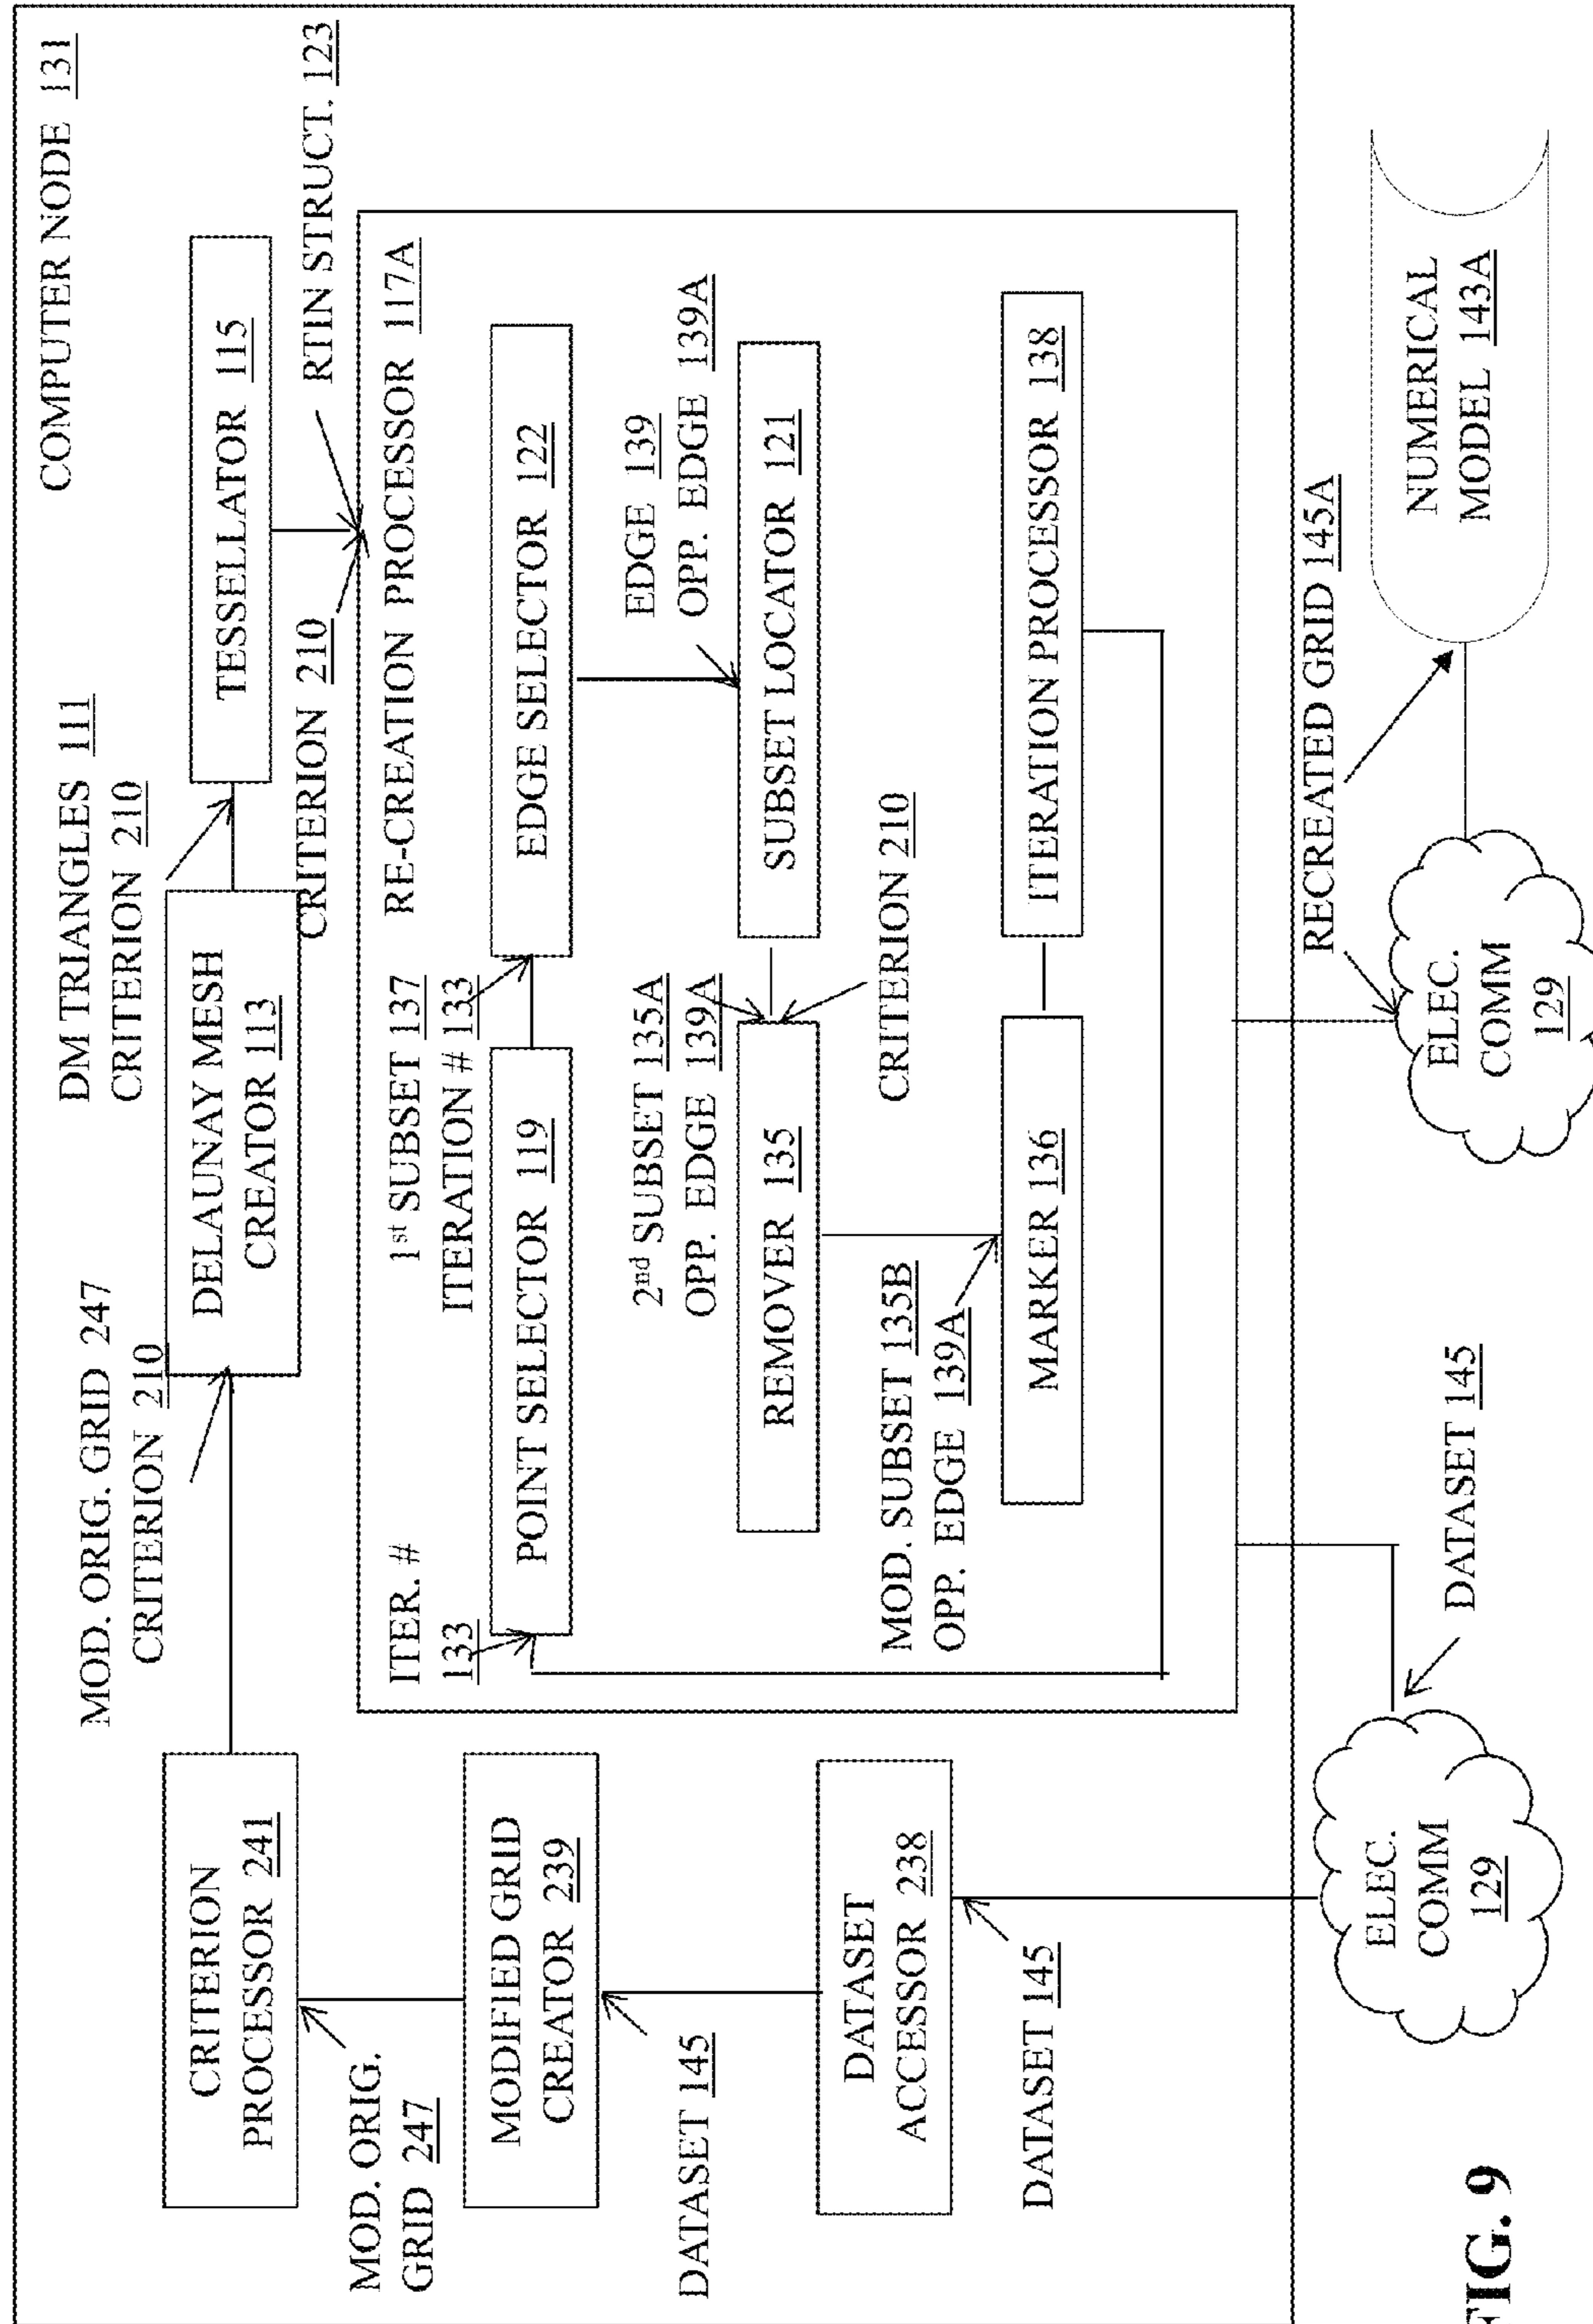 COMPUTER NODE 131
MOD. ORIG. GRID 247
CRITERION 210
DM TRIANGLES 111
CRITERION 210
CRITERION
PROCESSOR 241
DELAUNAY MESH
CREATOR 113
TESSELLATOR 115
CRITERION 210
RTIN STRUCT. 123
MOD. ORIG.
GRID 247
MODIFIED GRID
CREATOR 239
DATASET 145
DATASET
ACCESSOR 238
DATASET 145
ITER. #
133
1st SUBSET 137
ITERATION # 133
RE-CREATION PROCESSOR 117A
POINT SELECTOR 119
EDGE SELECTOR 122
2nd SUBSET 135A
OPP. EDGE 139A
EDGE 139
OPP. EDGE 139A
REMOVER 135
SUBSET LOCATOR 121
CRITERION 210
MOD. SUBSET 135B
OPP. EDGE 139A
MARKER 136
ITERATION PROCESSOR 138
ELEC.
COMM
129
DATASET 145
RECREATED GRID 145A
ELEC.
COMM
129
NUMERICAL
MODEL 143A
FIG. 9